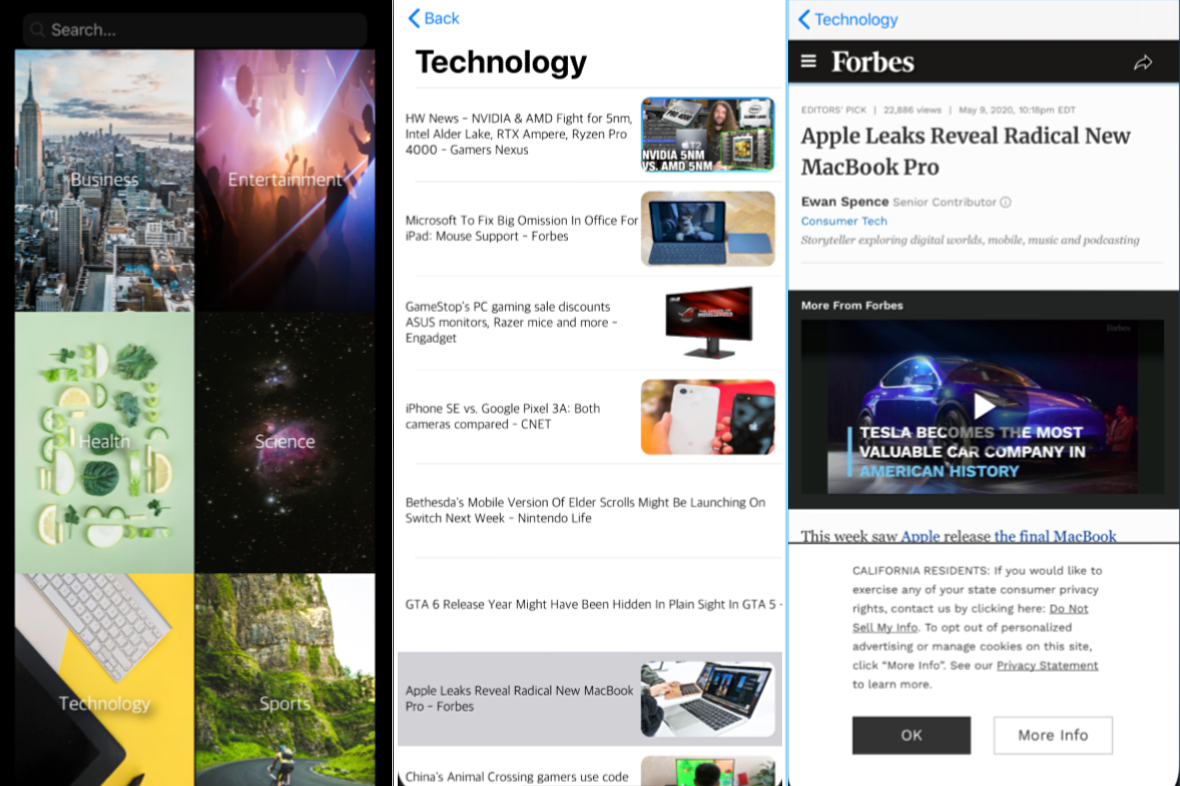 Search...
Business
Entertainment
Health
Science
Technology
Sports
Back
Technology
HW News - NVIDIA & AMD Fight for 5nm,
Intel Alder Lake, RTX Ampere, Ryzen Pro
4000 - Gamers Nexus
NVIDIA 5NM
VS. AMD 5NM
Microsoft To Fix Big Omission In Office For
iPad: Mouse Support - Forbes
GameStop's PC gaming sale discounts
ASUS monitors, Razer mice and more -
Engadget
iPhone SE vs. Google Pixel 3A: Both
cameras compared - CNET
Bethesda's Mobile Version Of Elder Scrolls Might Be Launching On
Switch Next Week - Nintendo Life
GTA 6 Release Year Might Have Been Hidden In Plain Sight In GTA 5 -
Apple Leaks Reveal Radical New MacBook
Pro - Forbes
China's Animal Crossing gamers use code
Technology
Forbes
EDITORS' PICK | 22,886 views | May 9, 2020, 10:18pm EDT
Apple Leaks Reveal Radical New
MacBook Pro
Ewan Spence Senior Contributor
Consumer Tech
Storyteller exploring digital worlds, mobile, music and podcasting
More From Forbes
Forbes
TESLA BECOMES THE MOST
VALUABLE CAR COMPANY IN
AMERICAN HISTORY
This week saw Apple release the final MacBook
CALIFORNIA RESIDENTS: If you would like to
exercise any of your state consumer privacy
rights, contact us by clicking here: Do Not
Sell My Info. To opt out of personalized
advertising or manage cookies on this site,
click "More Info". See our Privacy Statement
to learn more.
OK
More Info